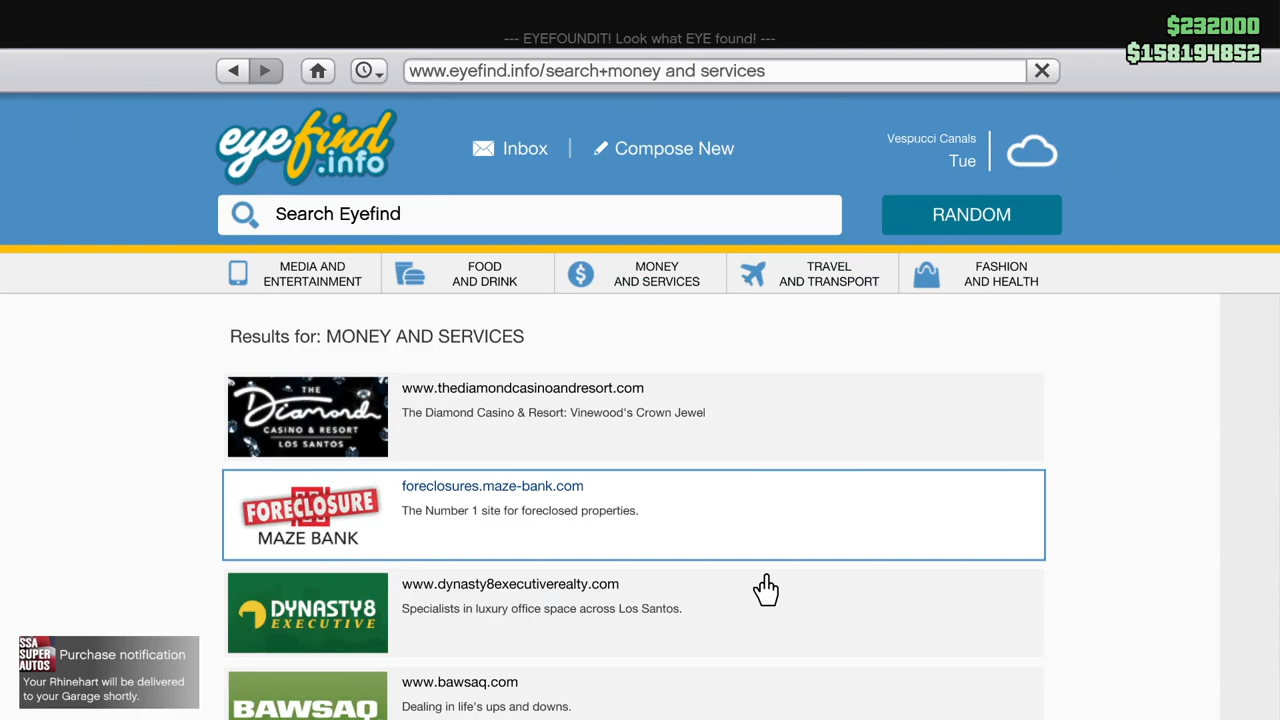 --- EYEFOUNDIT! Look what EYE found! ---
$232000
$158194852
www.eyefind.info/search+money and services
eyefind
.info
Inbox
Compose New
Vespucci Canals
Tue
Search Eyefind
RANDOM
MEDIA AND
ENTERTAINMENT
FOOD
AND DRINK
MONEY
AND SERVICES
TRAVEL
AND TRANSPORT
FASHION
AND HEALTH
Results for: MONEY AND SERVICES
THE
Diamond
CASINO & RESORT
LOS SANTOS
www.thediamondcasinoandresort.com
The Diamond Casino & Resort: Vinewood's Crown Jewel
FORECLOSURE
MAZE BANK
foreclosures.maze-bank.com
The Number 1 site for foreclosed properties.
DYNASTY8
EXECUTIVE
www.dynasty8executiverealty.com
Specialists in luxury office space across Los Santos.
BAWSAQ
www.bawsaq.com
Dealing in life's ups and downs.
SSA
SUPER
AUTOS
Purchase notification
Your Rhinehart will be delivered
to your Garage shortly.